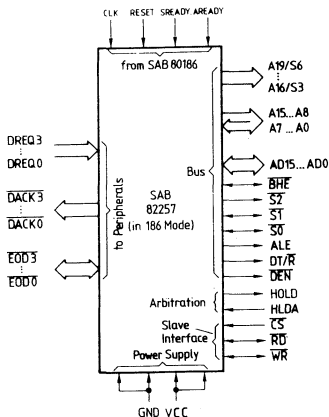 CLK RESET SREADY AREADY
from SAB 80186
A19/S6
A16/S3
A15...A8
A7 ... A0
DREQ3
DREQ0
Bus
AD15...AD0
BHE
DACK3
DACK0
to Peripherals
SAB
82257
(in 186 Mode)
S2
S1
S0
ALE
EOD3
EOD0
DT/R
DEN
Arbitration
HOLD
HLDA
Slave
Interface
CS
RD
WR
Power Supply
GND VCC